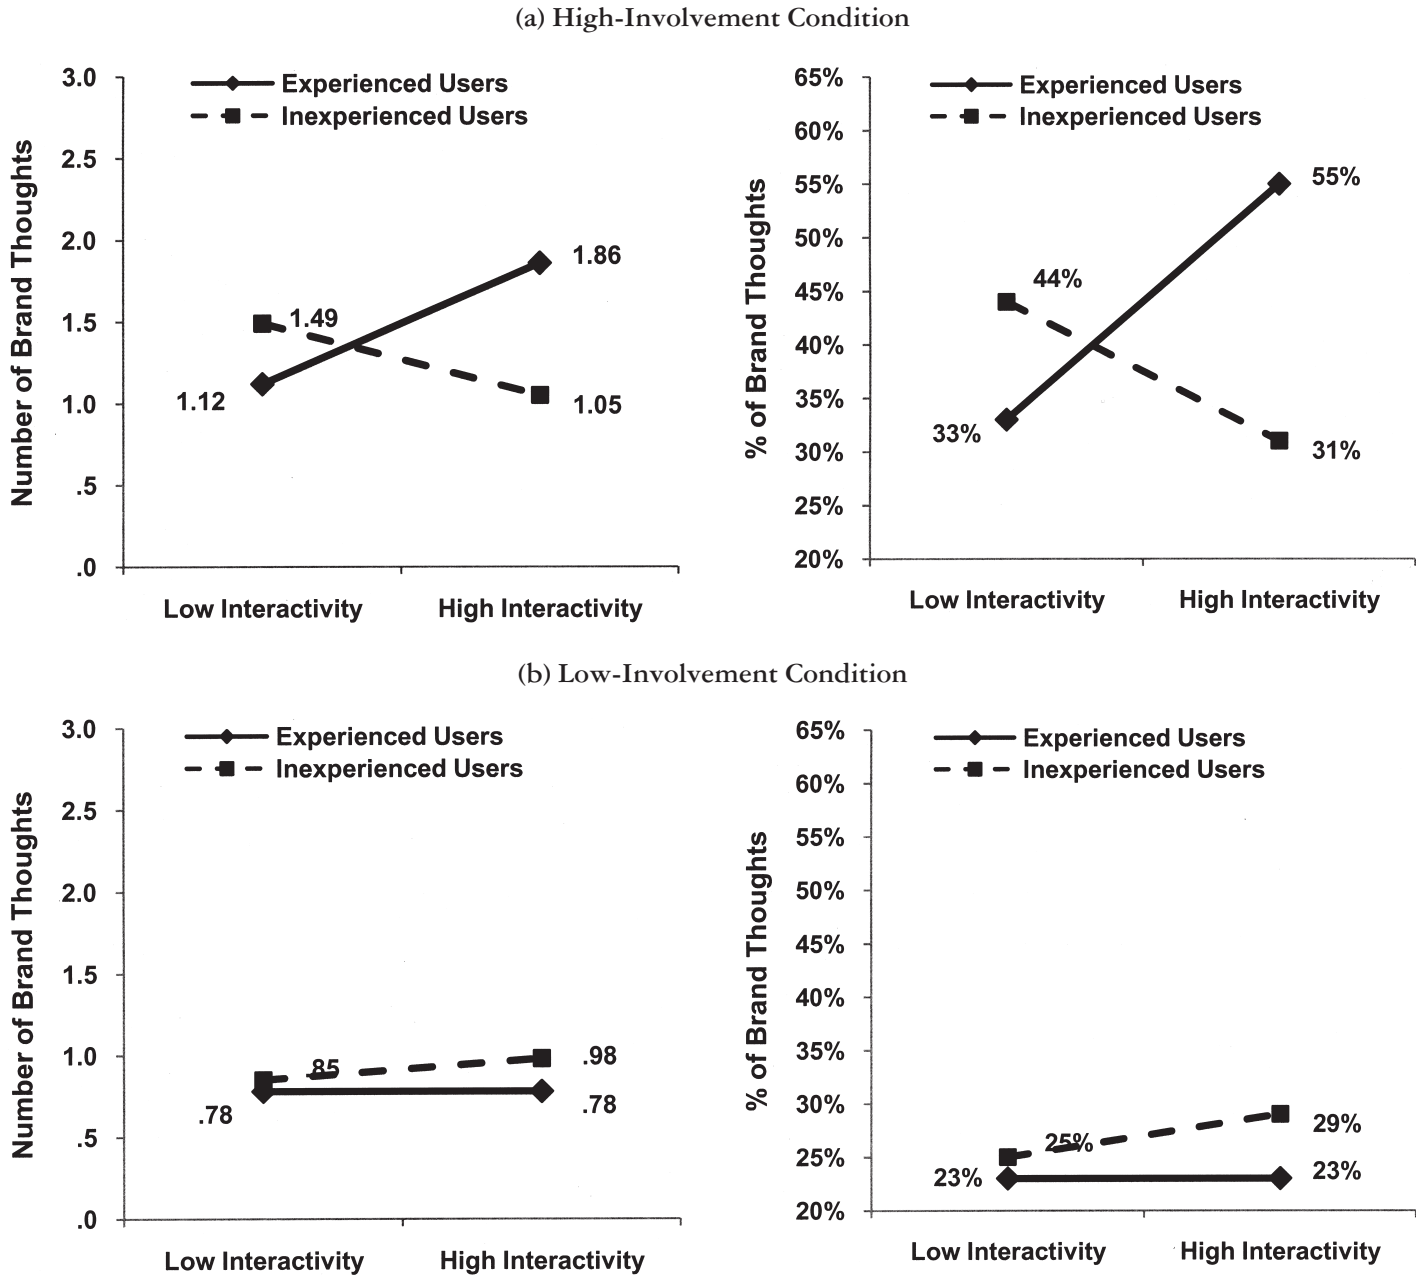 (a) High-Involvement Condition
Number of Brand Thoughts
3.0
2.5
2.0
1.5
1.0
.5
.0
Experienced Users
Inexperienced Users
1.49
1.12
1.86
1.05
Low Interactivity
High Interactivity
% of Brand Thoughts
65%
60%
55%
50%
45%
40%
35%
30%
25%
20%
Experienced Users
Inexperienced Users
44%
33%
55%
31%
Low Interactivity
High Interactivity
(b) Low-Involvement Condition
Number of Brand Thoughts
3.0
2.5
2.0
1.5
1.0
.5
.0
Experienced Users
Inexperienced Users
.85
.78
.98
.78
Low Interactivity
High Interactivity
% of Brand Thoughts
65%
60%
55%
50%
45%
40%
35%
30%
25%
20%
Experienced Users
Inexperienced Users
25%
23%
29%
23%
Low Interactivity
High Interactivity